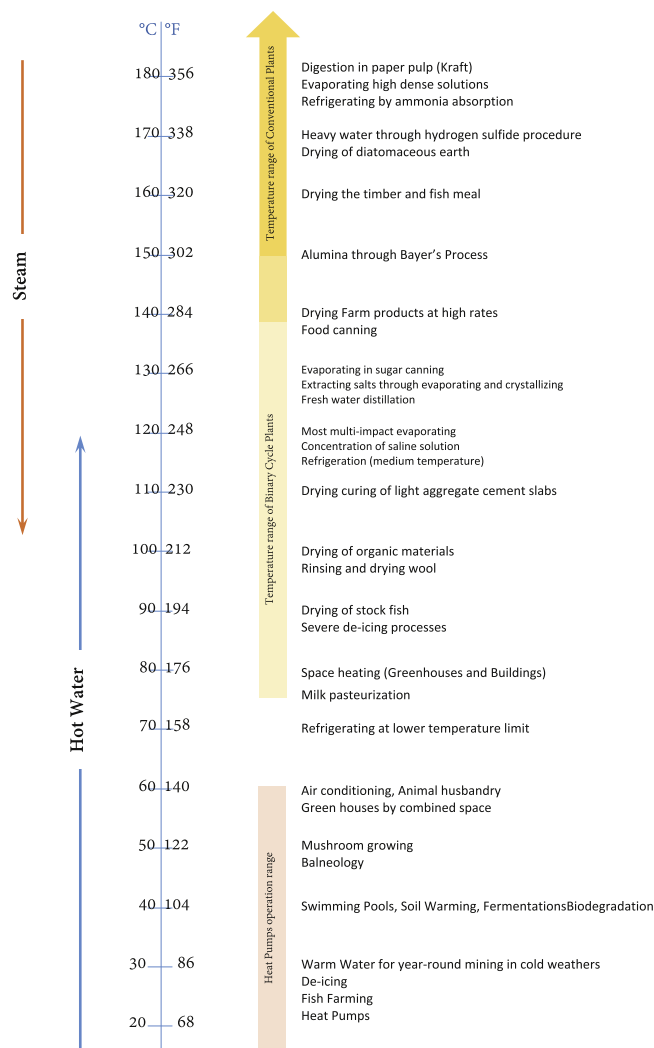 °C °F
180 356
170 338
160 320
150 302
140 284
130 266
120 248
110 230
100 212
90 194
80 176
70 158
60 140
50 122
40 104
30 86
20 68
Steam
Hot Water
Temperature range of Conventional Plants
Temperature range of Binary Cycle Plants
Heat Pumps operation range
Digestion in paper pulp (Kraft)
Evaporating high dense solutions
Refrigerating by ammonia absorption
Heavy water through hydrogen sulfide procedure
Drying of diatomaceous earth
Drying the timber and fish meal
Alumina through Bayer's Process
Drying Farm products at high rates
Food canning
Evaporating in sugar canning
Extracting salts through evaporating and crystallizing
Fresh water distillation
Most multi-impact evaporating
Concentration of saline solution
Refrigeration (medium temperature)
Drying curing of light aggregate cement slabs
Drying of organic materials
Rinsing and drying wool
Drying of stock fish
Severe de-icing processes
Space heating (Greenhouses and Buildings)
Milk pasteurization
Refrigerating at lower temperature limit
Air conditioning, Animal husbandry
Green houses by combined space
Mushroom growing
Balneology
Swimming Pools, Soil Warming, FermentationsBiodegradation
Warm Water for year-round mining in cold weathers
De-icing
Fish Farming
Heat Pumps